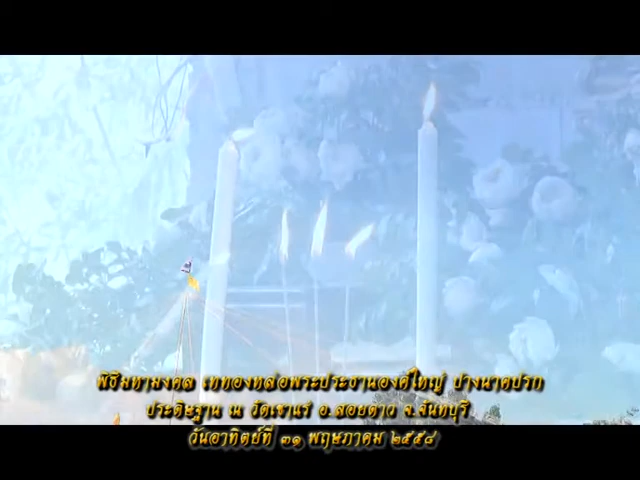 พิธีมหามงคล เททองหล่อพระประธานองค์ใหญ่ ปางนาคปรก
ประดิษฐาน ณ วัดเขาแร่ อ.สอยดาว จ.จันทบุรี
วันอาทิตย์ที่ ๓๑ พฤษภาคม ๒๕๕๔